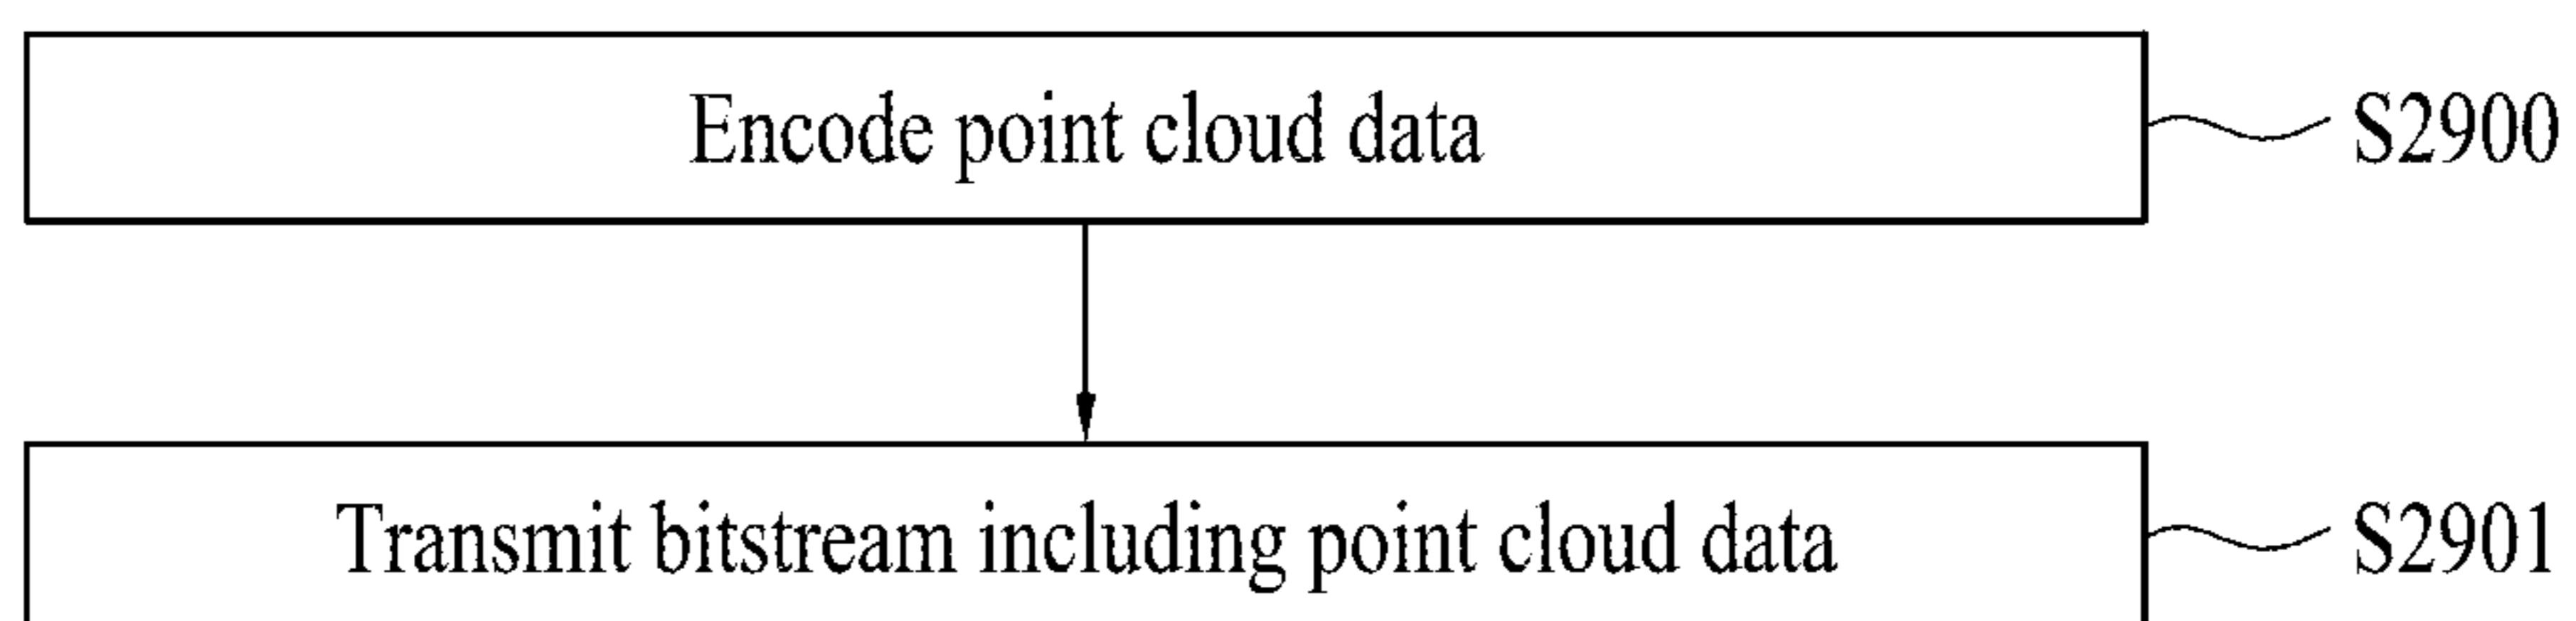 Encode point cloud data
S2900
Transmit bitstream including point cloud data
S2901